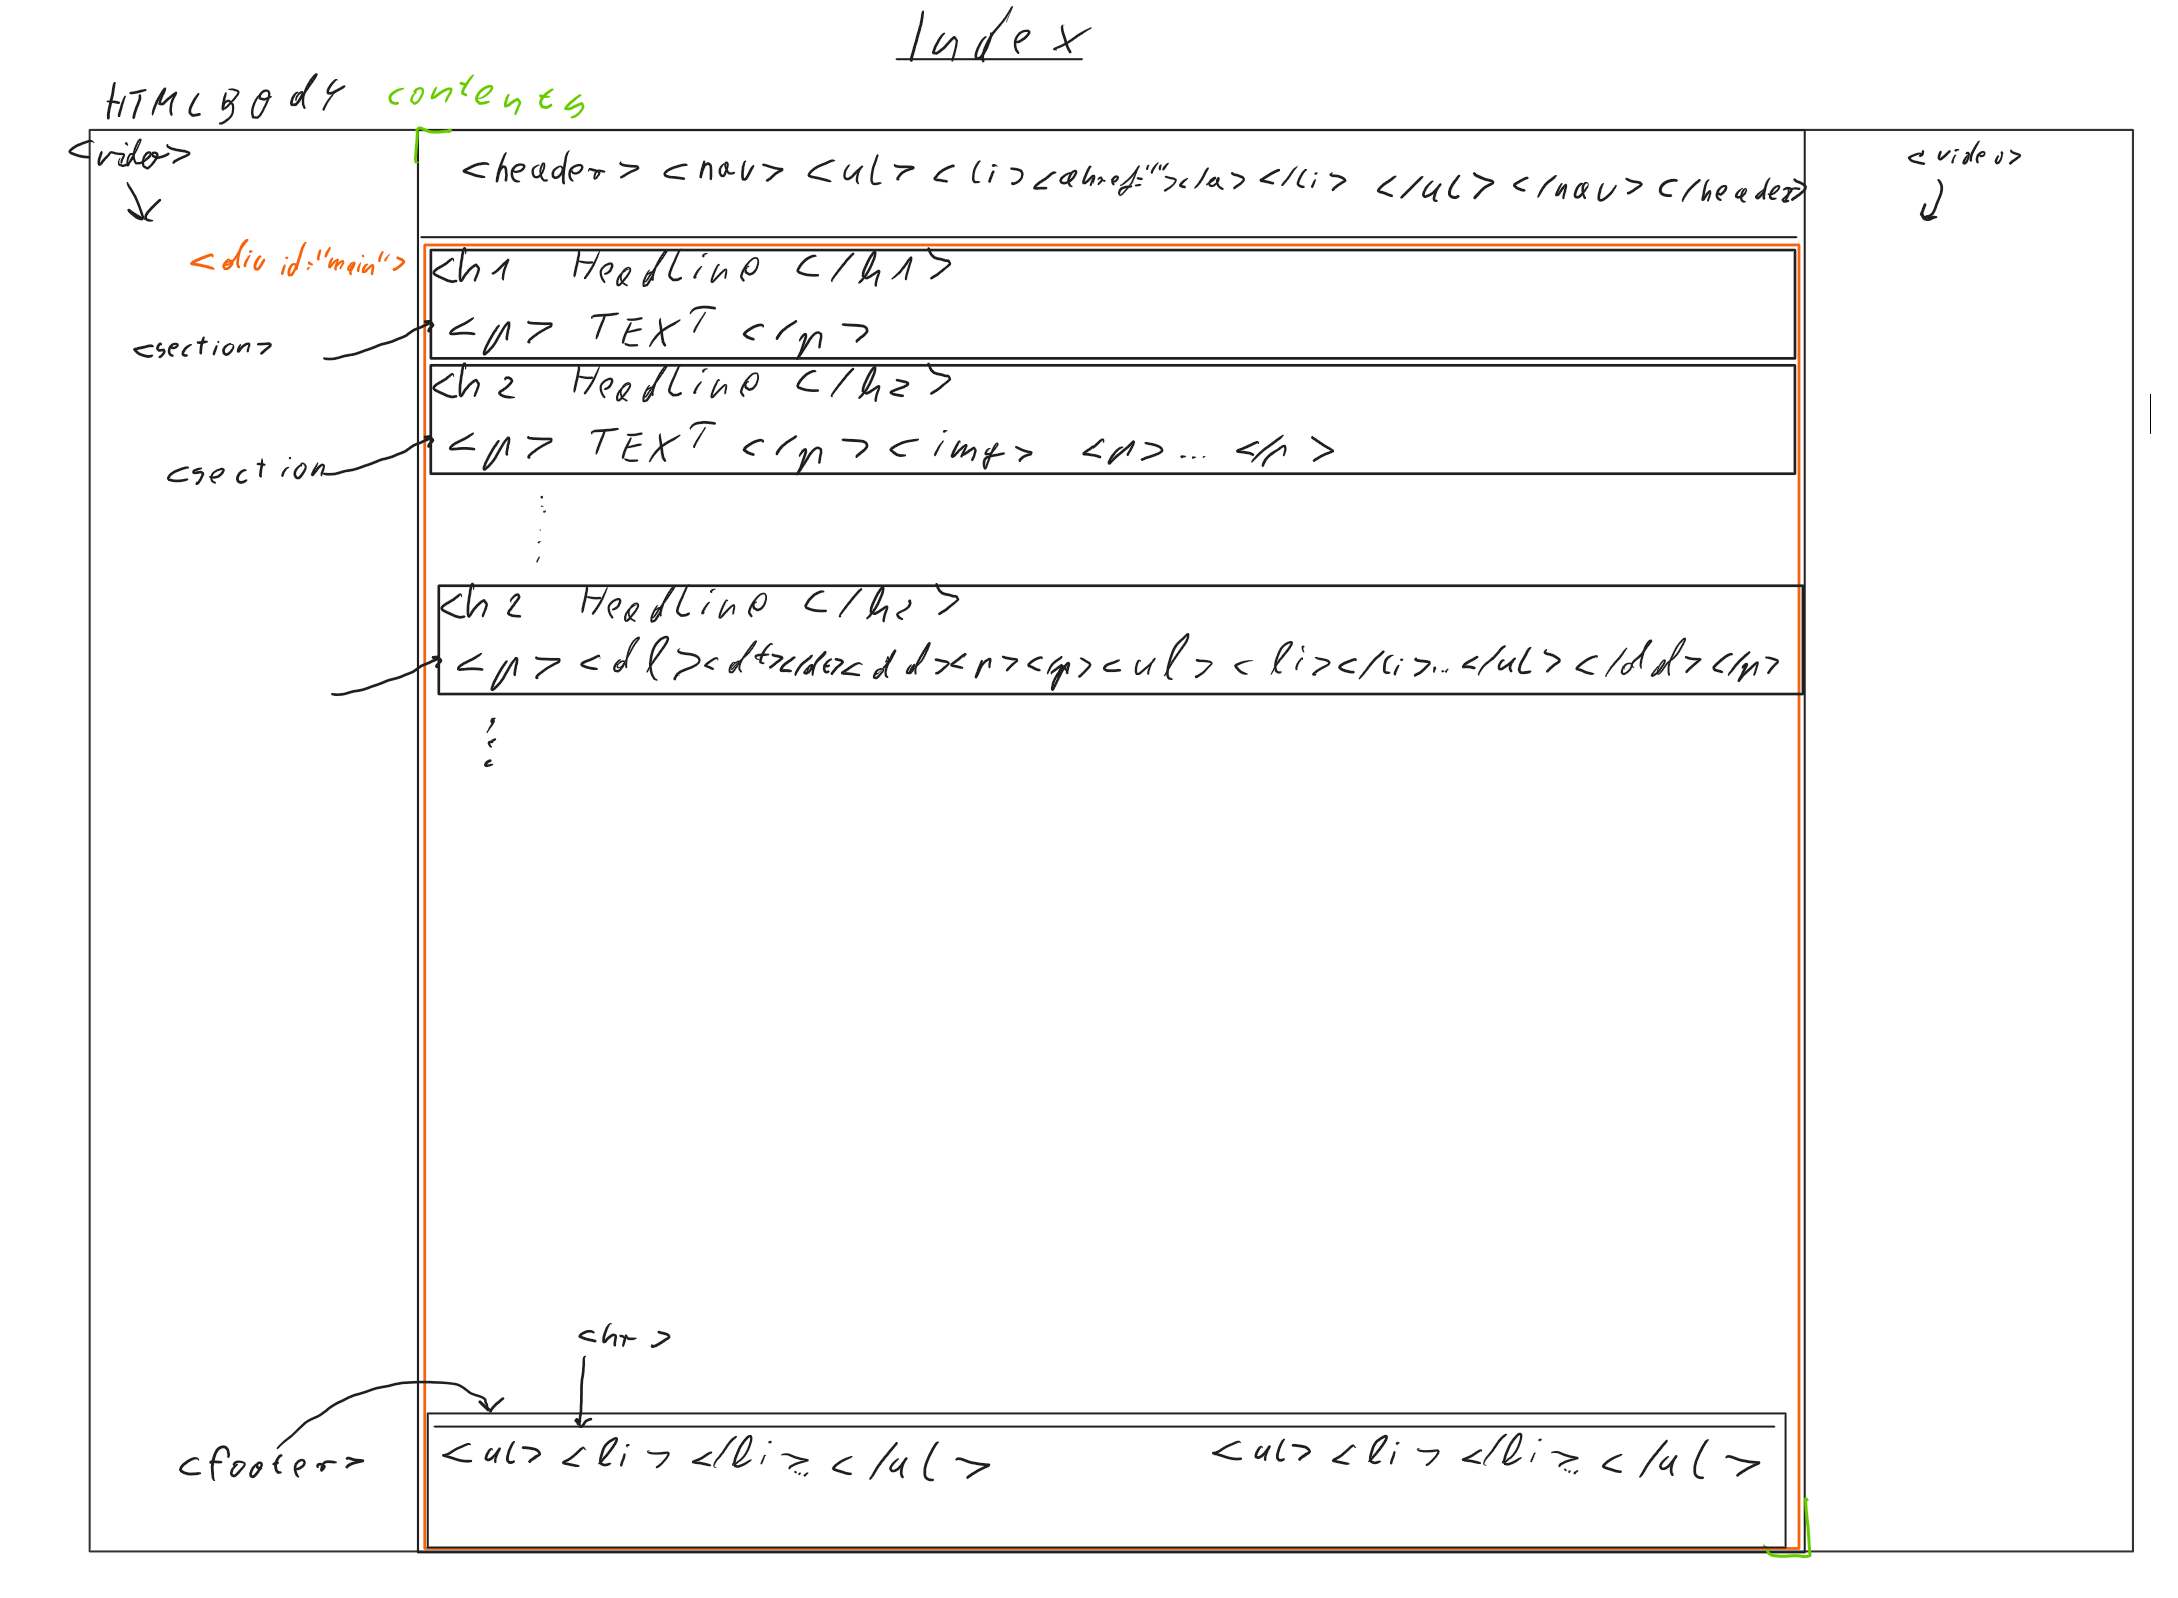 Index
HTML Body contents
<video>
<header> <nav> <ul> <li> <a href=""></a> </li> </ul> </nav> </header>
<video>
<div id="main">
<h1 Headline </h1>
<p> TEXT </p>
<section>
<h2 Headline </h2>
<p> TEXT </p> <img> <p> ... </p>
<section
<h2 Headline </h2>
<p> <dl> <dt> </dt> <dd> <p> <p> <ul> <li> </li> ... </ul> </dd> </p>
<hr>
<footer>
<ul> <li> </li> ... </ul> <ul> <li> </li> ... </ul>